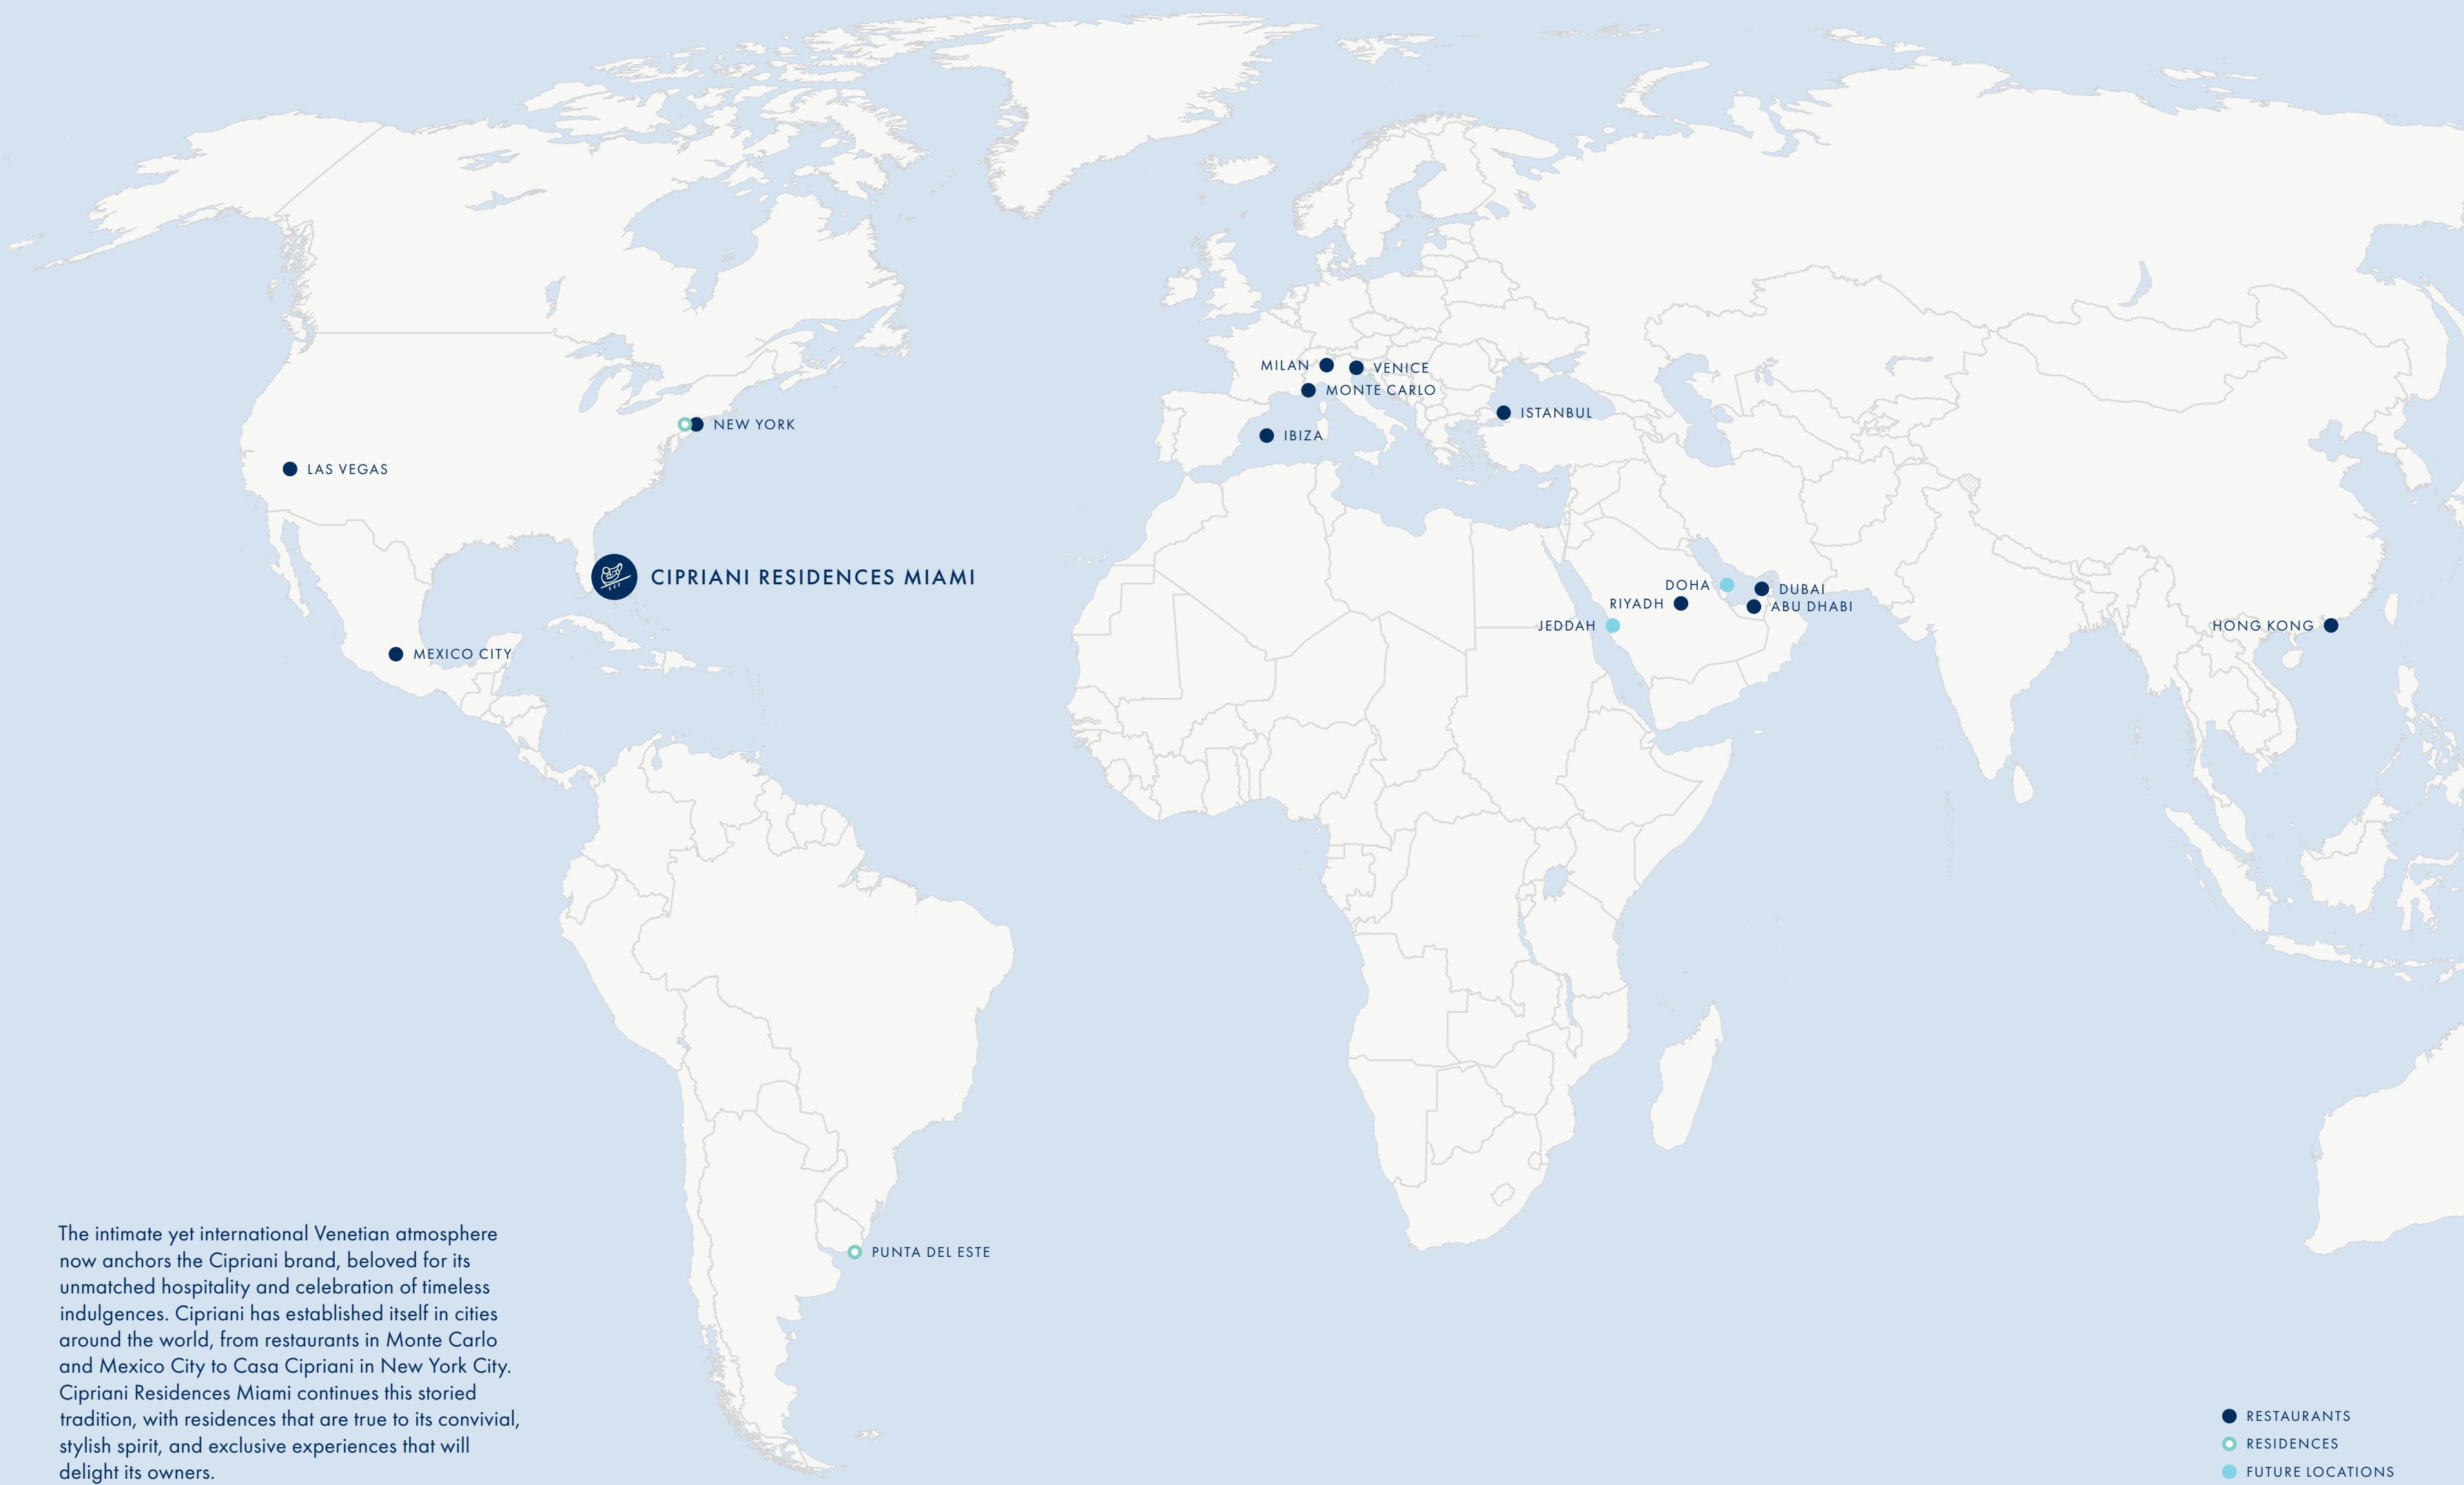 MILAN
VENICE
MONTE CARLO
ISTANBUL
NEW YORK
IBIZA
LAS VEGAS
CIPRIANI RESIDENCES MIAMI
DOHA
DUBAI
RIYADH
ABU DHABI
JEDDAH
HONG KONG
MEXICO CITY
PUNTA DEL ESTE
The intimate yet international Venetian atmosphere
now anchors the Cipriani brand, beloved for its
unmatched hospitality and celebration of timeless
indulgences. Cipriani has established itself in cities
around the world, from restaurants in Monte Carlo
and Mexico City to Casa Cipriani in New York City.
Cipriani Residences Miami continues this storied
tradition, with residences that are true to its convivial,
stylish spirit, and exclusive experiences that will
delight its owners.
RESTAURANTS
RESIDENCES
FUTURE LOCATIONS